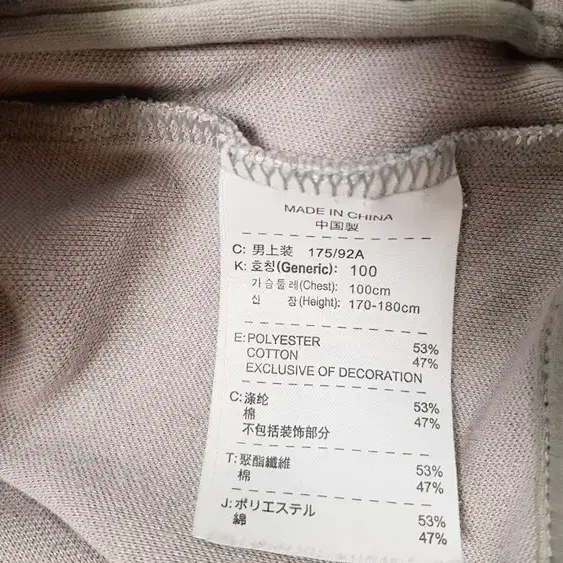 MADE IN CHINA
中国製
C: 男上装 175/92A
K: 호칭(Generic): 100
가슴둘레(Chest): 100cm
신 장(Height): 170-180cm
E:POLYESTER 53%
COTTON 47%
EXCLUSIVE OF DECORATION
C:涤纶 53%
棉 47%
不包括装饰部分
T:聚酯纖維 53%
棉 47%
J:ポリエステル 53%
綿 47%